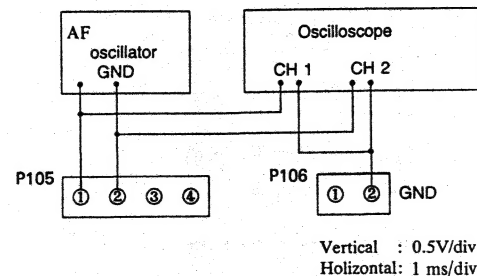 AF
oscillator
GND
Oscilloscope
CH 1 CH 2
P105
① ② ③ ④
P106
① ② GND
Vertical : 0.5V/div
Holizontal: 1 ms/div